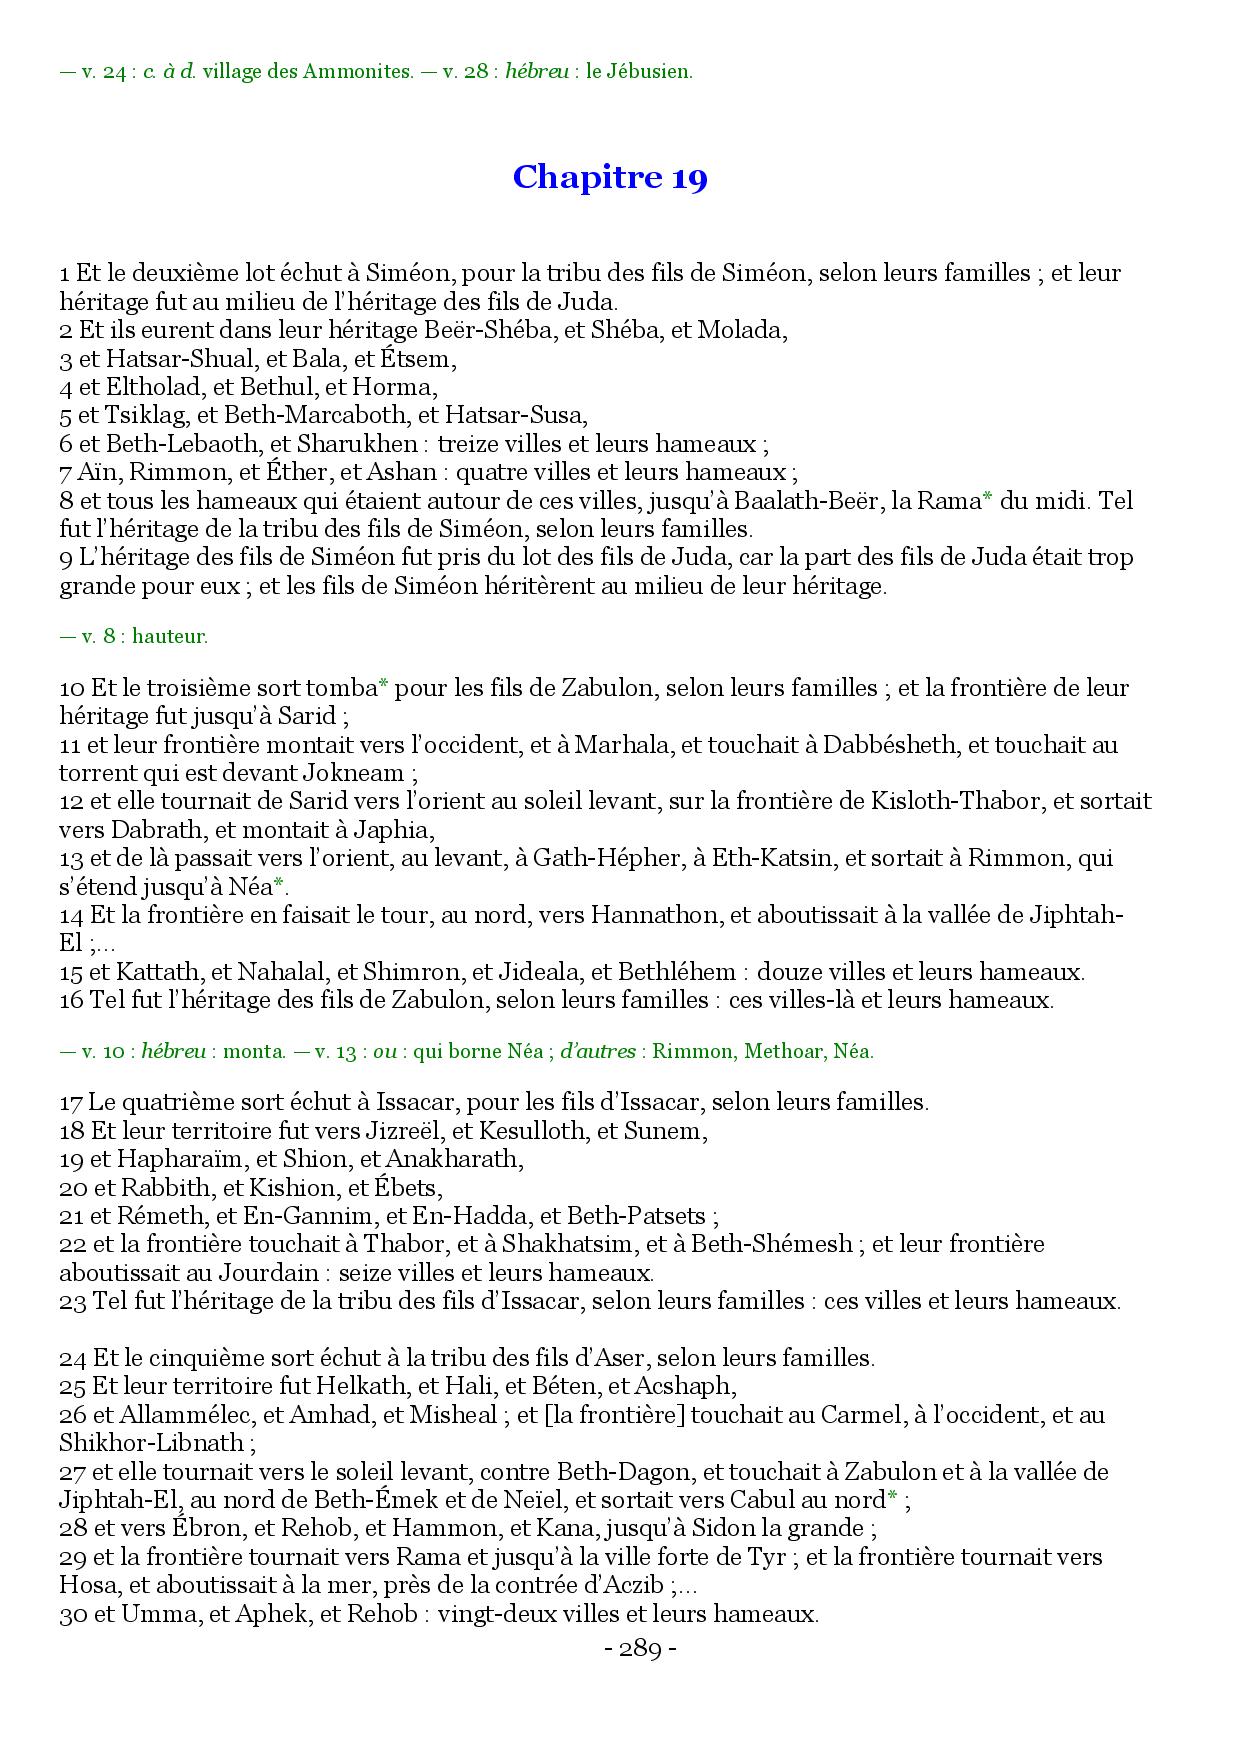 — v. 24 : c. à d. village des Ammonites. — v. 28 : hébreu : le Jébusien.
Chapitre 19
1 Et le deuxième lot échut à Siméon, pour la tribu des fils de Siméon, selon leurs familles ; et leur
héritage fut au milieu de l’héritage des fils de Juda.
2 Et ils eurent dans leur héritage Beër-Shéba, et Shéba, et Molada,
3 et Hatsar-Shual, et Bala, et Étsem,
4 et Eltholad, et Bethul, et Horma,
5 et Tsiklag, et Beth-Marcaboth, et Hatsar-Susa,
6 et Beth-Lebaoth, et Sharukhen : treize villes et leurs hameaux ;
7 Aïn, Rimmon, et Éther, et Ashan : quatre villes et leurs hameaux ;
8 et tous les hameaux qui étaient autour de ces villes, jusqu’à Baalath-Beër, la Rama* du midi. Tel
fut l’héritage de la tribu des fils de Siméon, selon leurs familles.
9 L’héritage des fils de Siméon fut pris du lot des fils de Juda, car la part des fils de Juda était trop
grande pour eux ; et les fils de Siméon héritèrent au milieu de leur héritage.
— v. 8 : hauteur.
10 Et le troisième sort tomba* pour les fils de Zabulon, selon leurs familles ; et la frontière de leur
héritage fut jusqu’à Sarid ;
11 et leur frontière montait vers l’occident, et à Marhala, et touchait à Dabbésheth, et touchait au
torrent qui est devant Jokneam ;
12 et elle tournait de Sarid vers l’orient au soleil levant, sur la frontière de Kisloth-Thabor, et sortait
vers Dabrath, et montait à Japhia,
13 et de là passait vers l’orient, au levant, à Gath-Hépher, à Eth-Katsin, et sortait à Rimmon, qui
s’étend jusqu’à Néa*.
14 Et la frontière en faisait le tour, au nord, vers Hannathon, et aboutissait à la vallée de Jiphtah-
El ;…
15 et Kattath, et Nahalal, et Shimron, et Jideala, et Bethléhem : douze villes et leurs hameaux.
16 Tel fut l’héritage des fils de Zabulon, selon leurs familles : ces villes-là et leurs hameaux.
— v. 10 : hébreu : monta. — v. 13 : ou : qui borne Néa ; d’autres : Rimmon, Methoar, Néa.
17 Le quatrième sort échut à Issacar, pour les fils d’Issacar, selon leurs familles.
18 Et leur territoire fut vers Jizreël, et Kesulloth, et Sunem,
19 et Hapharaïm, et Shion, et Anakharath,
20 et Rabbith, et Kishion, et Ébets,
21 et Rémeth, et En-Gannim, et En-Hadda, et Beth-Patsets ;
22 et la frontière touchait à Thabor, et à Shakhatsim, et à Beth-Shémesh ; et leur frontière
aboutissait au Jourdain : seize villes et leurs hameaux.
23 Tel fut l’héritage de la tribu des fils d’Issacar, selon leurs familles : ces villes et leurs hameaux.
24 Et le cinquième sort échut à la tribu des fils d’Aser, selon leurs familles.
25 Et leur territoire fut Helkath, et Hali, et Béten, et Acshaph,
26 et Allammélec, et Amhad, et Misheal ; et [la frontière] touchait au Carmel, à l’occident, et au
Shikhor-Libnath ;
27 et elle tournait vers le soleil levant, contre Beth-Dagon, et touchait à Zabulon et à la vallée de
Jiphtah-El, au nord de Beth-Émek et de Neïel, et sortait vers Cabul au nord* ;
28 et vers Ébron, et Rehob, et Hammon, et Kana, jusqu’à Sidon la grande ;
29 et la frontière tournait vers Rama et jusqu’à la ville forte de Tyr ; et la frontière tournait vers
Hosa, et aboutissait à la mer, près de la contrée d’Aczib ;…
30 et Umma, et Aphek, et Rehob : vingt-deux villes et leurs hameaux.
- 289 -